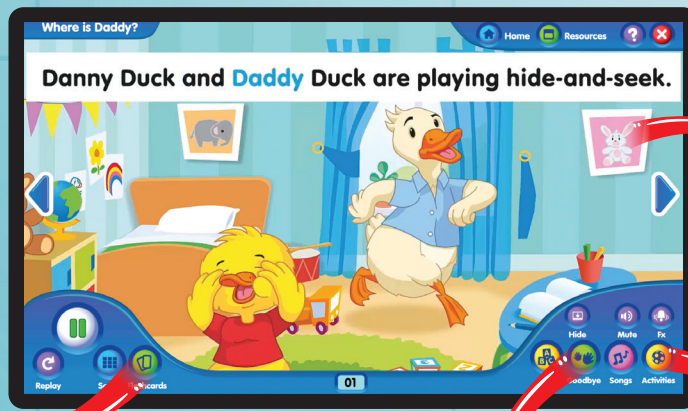 Where is Daddy?
Home
Resources
?
Danny Duck and Daddy Duck are playing hide-and-seek.
Hide
Mute
Fx
Replay
Goodbye
Songs
Activities
01